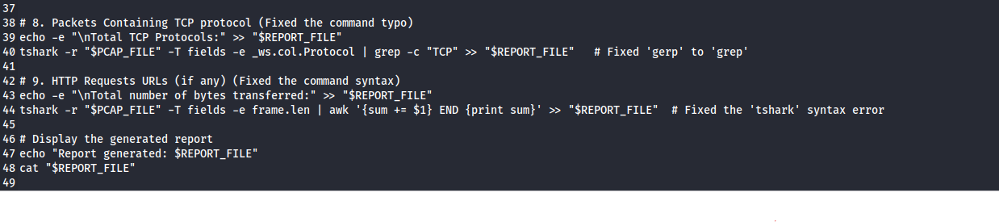 37
38 # 8. Packets Containing TCP protocol (Fixed the command typo)
39 echo -e "\nTotal TCP Protocols:" >> "$REPORT_FILE"
40 tshark -r "$PCAP_FILE" -T fields -e _ws.col.Protocol | grep -c "TCP" >> "$REPORT_FILE"   # Fixed 'gerp' to 'grep'
41
42 # 9. HTTP Requests URLs (if any) (Fixed the command syntax)
43 echo -e "\nTotal number of bytes transferred:" >> "$REPORT_FILE"
44 tshark -r "$PCAP_FILE" -T fields -e frame.len | awk '{sum += $1} END {print sum}' >> "$REPORT_FILE"  # Fixed the 'tshark' syntax error
45
46 # Display the generated report
47 echo "Report generated: $REPORT_FILE"
48 cat "$REPORT_FILE"
49